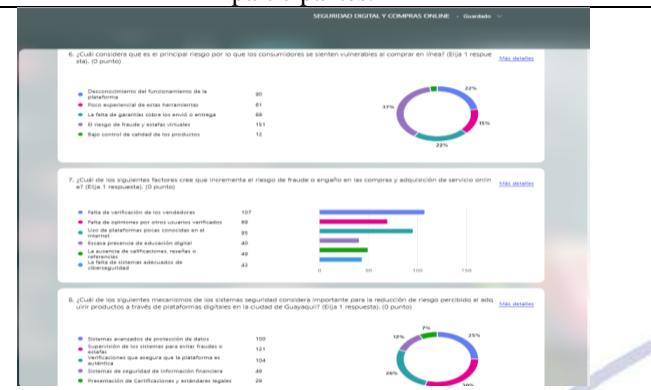 SEGURIDAD DIGITAL Y COMPRAS ONLINE - Guardado
6. ¿Cuál considera que es el principal riesgo por lo que los consumidores se sienten vulnerables al comprar en línea? (Elija 1 respue
sta). (0 punto)
Más detalles
Desconocimiento del funcionamiento de la
plataforma
90
Poco experiencial de estas herramientas
61
La falta de garantías sobre los envió o entrega
88
El riesgo de fraude y estafas virtuales
151
Bajo control de calidad de los productos
12
22%
15%
22%
37%
7. ¿Cuál de los siguientes factores cree que incrementa el riesgo de fraude o engaño en las compras y adquisición de servicio onlin
e? (Elija 1 respuesta). (0 punto)
Más detalles
Falta de verificación de los vendedores
107
Falta de opiniones por otros usuarios verificados
69
Uso de plataformas pocas conocidas en el
internet
95
Escasa presencia de educación digital
40
La ausencia de calificaciones, reseñas o
referencias
49
La falta de sistemas adecuados de
ciberseguridad
43
0
50
100
150
8. ¿Cuál de los siguientes mecanismos de los sistemas seguridad considera importante para la reducción de riesgo percibido al adq
uirir productos a través de plataformas digitales en la ciudad de Guayaquil? (Elija 1 respuesta). (0 punto)
Más detalles
Sistemas avanzados de protección de datos
100
Supervisión de los sistemas para evitar fraudes o
estafas
121
Verificaciones que asegura que la plataforma es
auténtica
104
Sistemas de seguridad de información financiera
49
Presentación de Certificaciones y estándares legales
29
7%
12%
25%
26%
30%